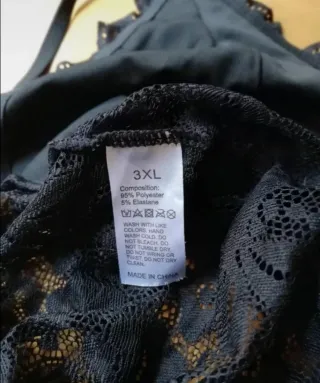 3XL
Composition:
95% Polyester
5% Elastane
WASH WITH LIKE
COLORS HAND
WASH COLD. DO
NOT BLEACH, DO
NOT TUMBLE DRY
DO NOT WRING OR
TWIST. DO NOT DRY
CLEAN.
MADE IN CHINA